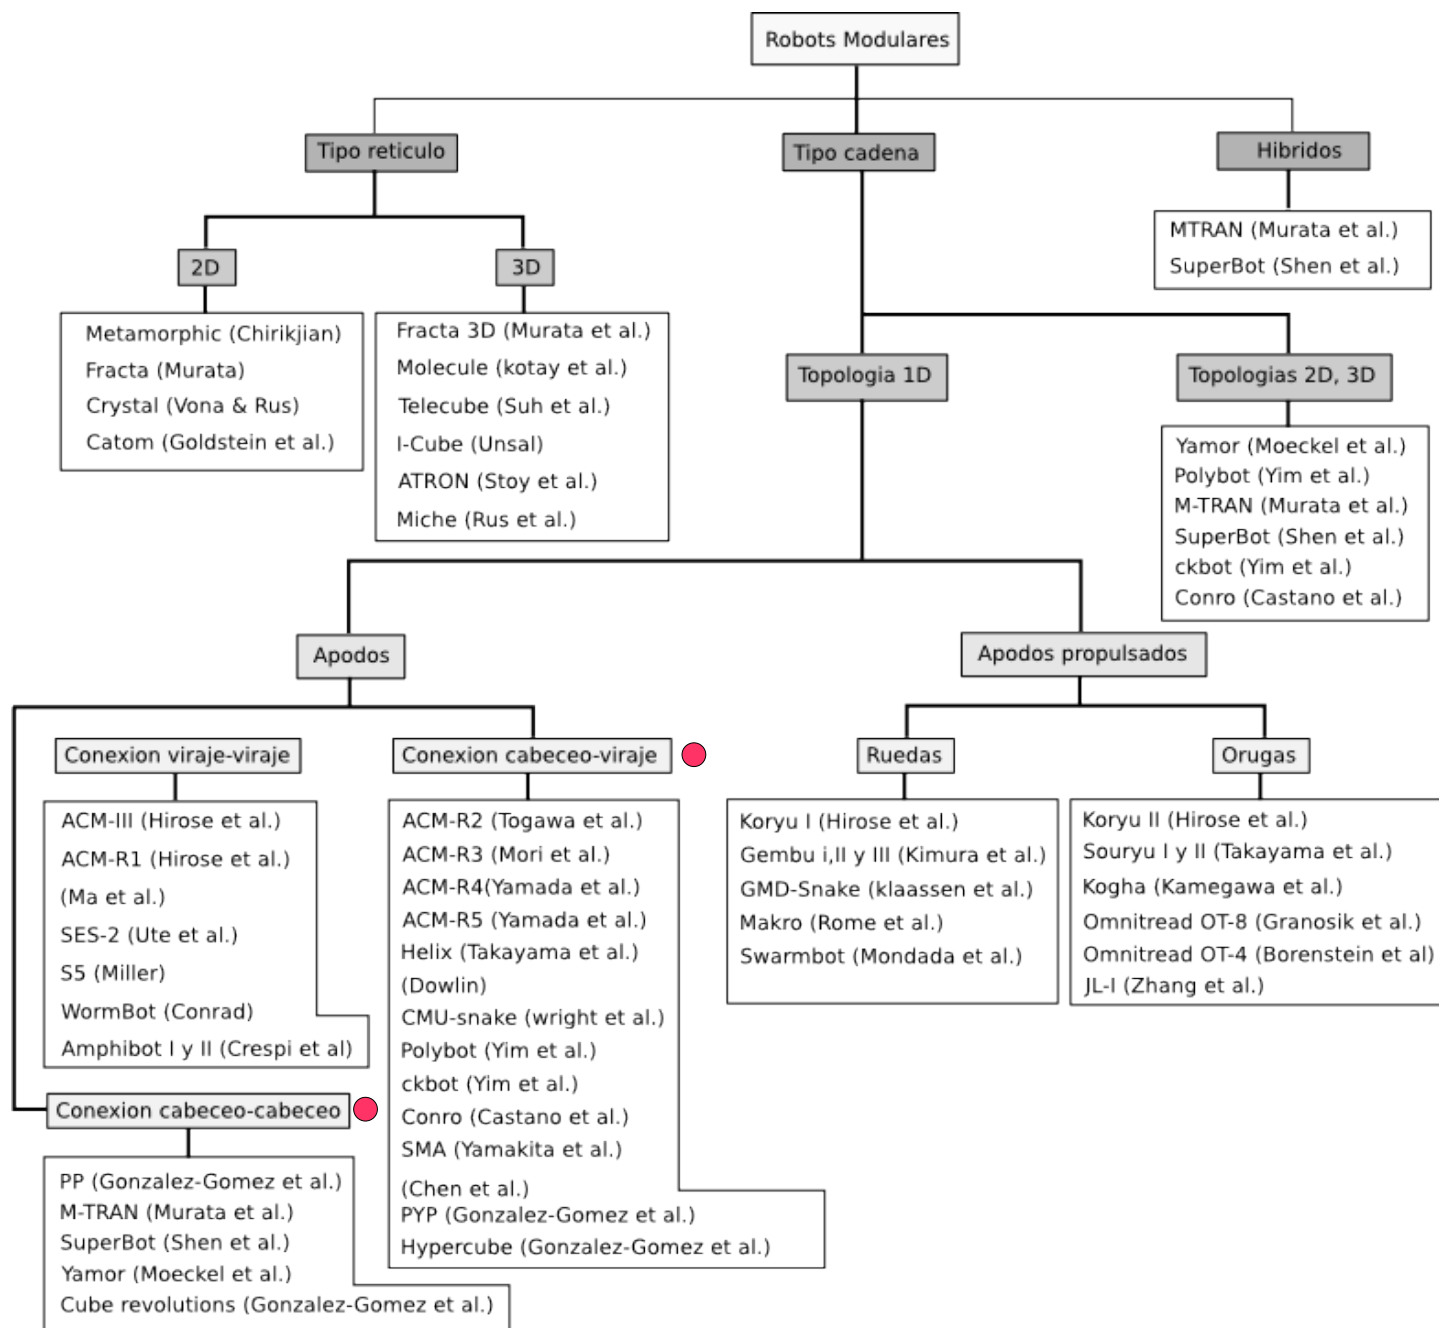 Robots Modulares
Tipo reticulo
Tipo cadena
Hibridos
MTRAN (Murata et al.)
SuperBot (Shen et al.)
2D
3D
Metamorphic (Chirikjian)
Fracta (Murata)
Crystal (Vona & Rus)
Catom (Goldstein et al.)
Fracta 3D (Murata et al.)
Molecule (kotay et al.)
Telecube (Suh et al.)
I-Cube (Unsal)
ATRON (Stoy et al.)
Miche (Rus et al.)
Topologia 1D
Topologias 2D, 3D
Yamor (Moeckel et al.)
Polybot (Yim et al.)
M-TRAN (Murata et al.)
SuperBot (Shen et al.)
ckbot (Yim et al.)
Conro (Castano et al.)
Apodos
Apodos propulsados
Conexion viraje-viraje
ACM-III (Hirose et al.)
ACM-R1 (Hirose et al.)
(Ma et al.)
SES-2 (Ute et al.)
S5 (Miller)
WormBot (Conrad)
Amphibot I y II (Crespi et al)
Conexion cabeceo-viraje
ACM-R2 (Togawa et al.)
ACM-R3 (Mori et al.)
ACM-R4(Yamada et al.)
ACM-R5 (Yamada et al.)
Helix (Takayama et al.)
(Dowlin)
CMU-snake (wright et al.)
Polybot (Yim et al.)
ckbot (Yim et al.)
Conro (Castano et al.)
SMA (Yamakita et al.)
(Chen et al.)
PYP (Gonzalez-Gomez et al.)
Hypercube (Gonzalez-Gomez et al.)
Ruedas
Koryu I (Hirose et al.)
Gembu i,II y III (Kimura et al.)
GMD-Snake (klaassen et al.)
Makro (Rome et al.)
Swarmbot (Mondada et al.)
Orugas
Koryu II (Hirose et al.)
Souryu I y II (Takayama et al.)
Kogha (Kamegawa et al.)
Omnitread OT-8 (Granosik et al.)
Omnitread OT-4 (Borenstein et al)
JL-I (Zhang et al.)
Conexion cabeceo-cabeceo
PP (Gonzalez-Gomez et al.)
M-TRAN (Murata et al.)
SuperBot (Shen et al.)
Yamor (Moeckel et al.)
Cube revolutions (Gonzalez-Gomez et al.)